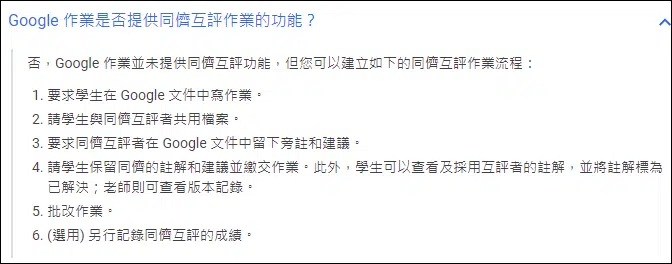 Google 作業是否提供同儕互評作業的功能？
否，Google 作業並未提供同儕互評功能，但您可以建立如下的同儕互評作業流程：
1. 要求學生在 Google 文件中寫作業。
2. 請學生與同儕互評者共用檔案。
3. 要求同儕互評者在 Google 文件中留下旁註和建議。
4. 請學生保留同儕的註解和建議並繳交作業。此外，學生可以查看及採用互評者的註解，並將註解標為
已解決；老師則可查看版本記錄。
5. 批改作業。
6. (選用) 另行記錄同儕互評的成績。